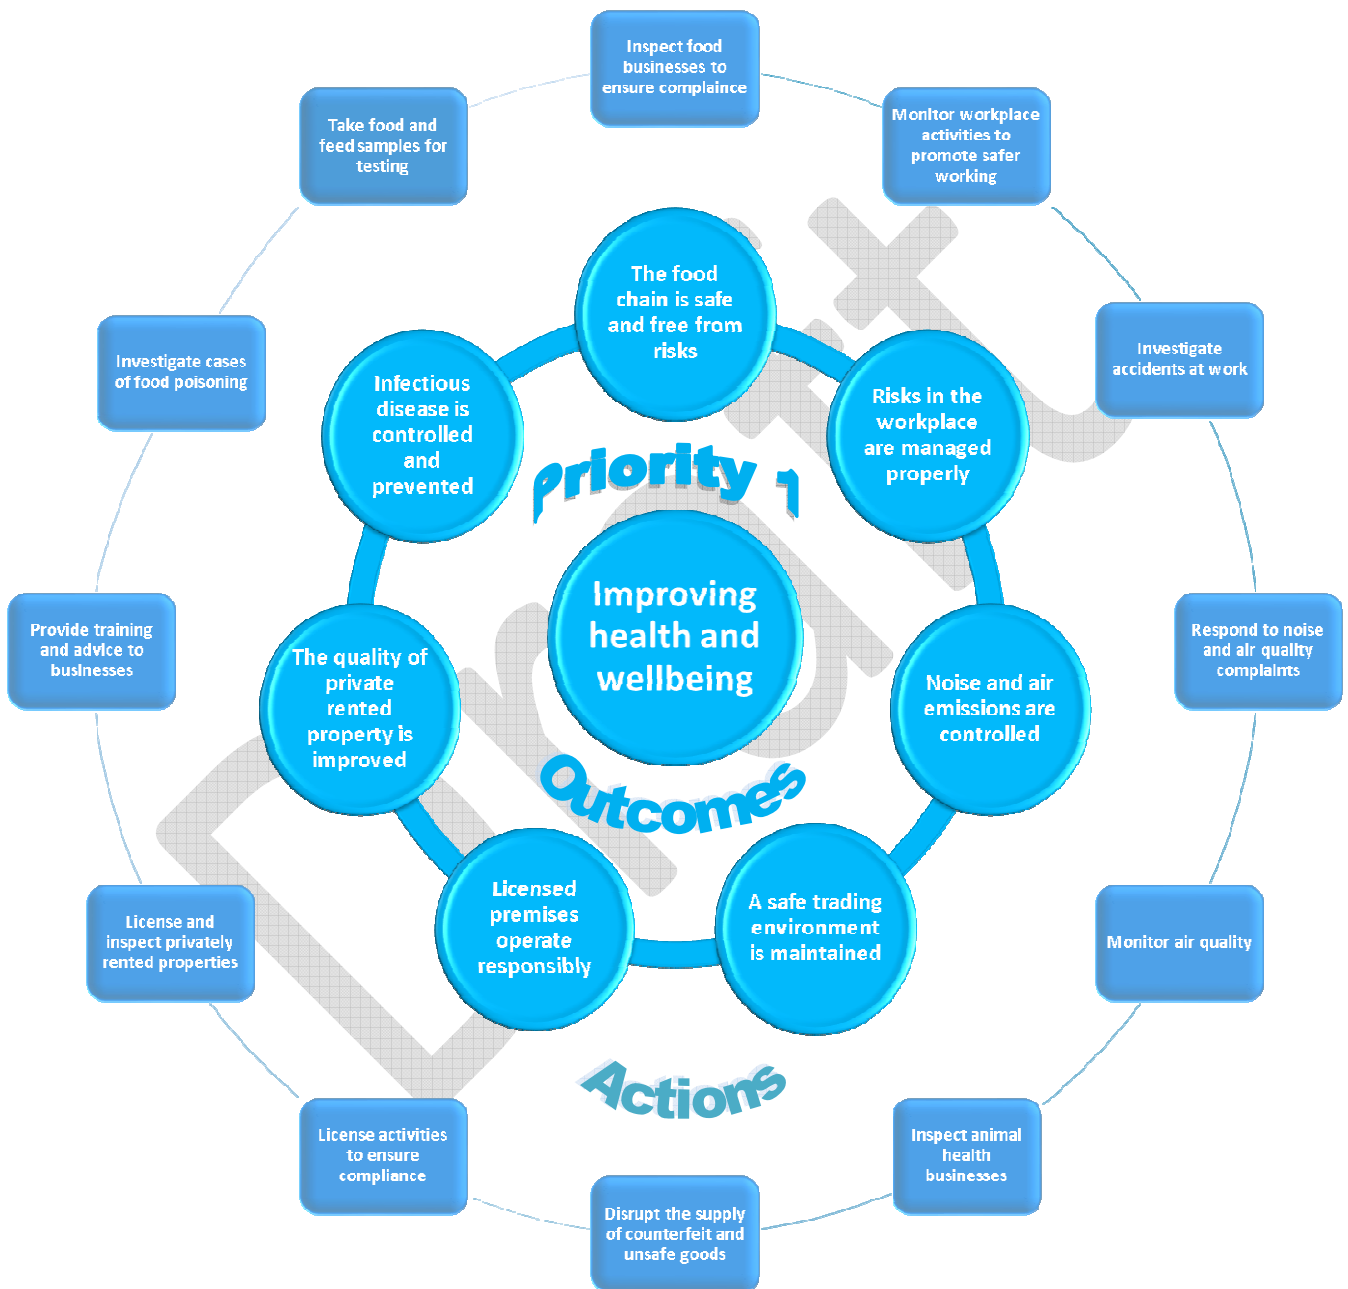 Inspect food
businesses to
ensure complaince
Monitor workplace
activities to
promote safer
working
Investigate
accidents at work
Respond to noise
and air quality
complaints
Monitor air quality
Inspect animal
health
businesses
Disrupt the supply
of counterfeit and
unsafe goods
License activities
to ensure
compliance
License and
inspect privately
rented properties
Provide training
and advice to
businesses
Investigate cases
of food poisoning
Take food and
feed samples for
testing
The food
chain is safe
and free from
risks
Risks in the
workplace
are managed
properly
Noise and air
emissions are
controlled
A safe trading
environment
is maintained
Licensed
premises
operate
responsibly
The quality of
private
rented
property is
improved
Infectious
disease is
controlled
and
prevented
Priority 1
Improving
health and
wellbeing
Outcomes
Actions
Draft